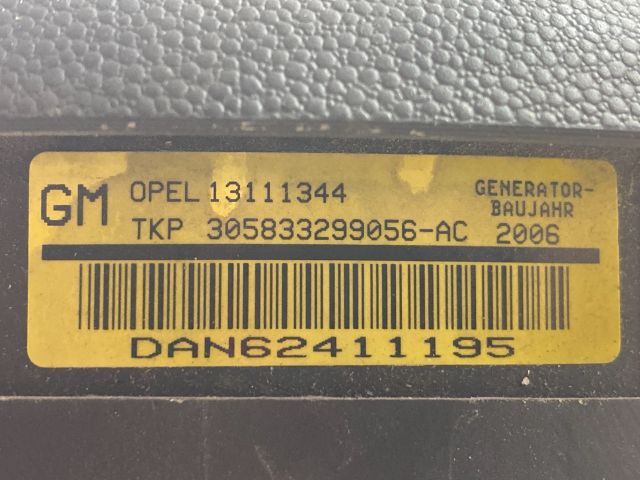 GM OPEL 13111344 GENERATOR-
BAUJAHR
TKP 305833299056-AC 2006
DAN62411195